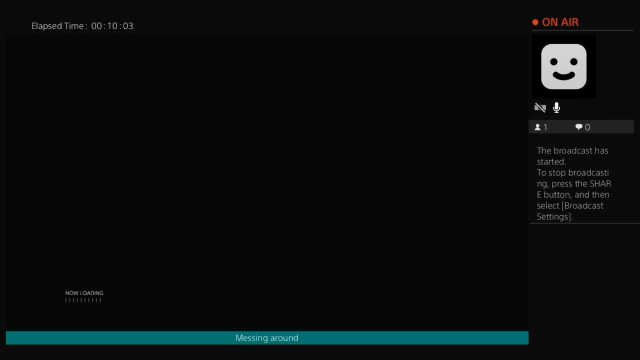 Elapsed Time : 00:10:03
ON AIR
1
0
The broadcast has
started.
To stop broadcasti
ng, press the SHAR
E button, and then
select [Broadcast
Settings].
NOW LOADING
Messing around